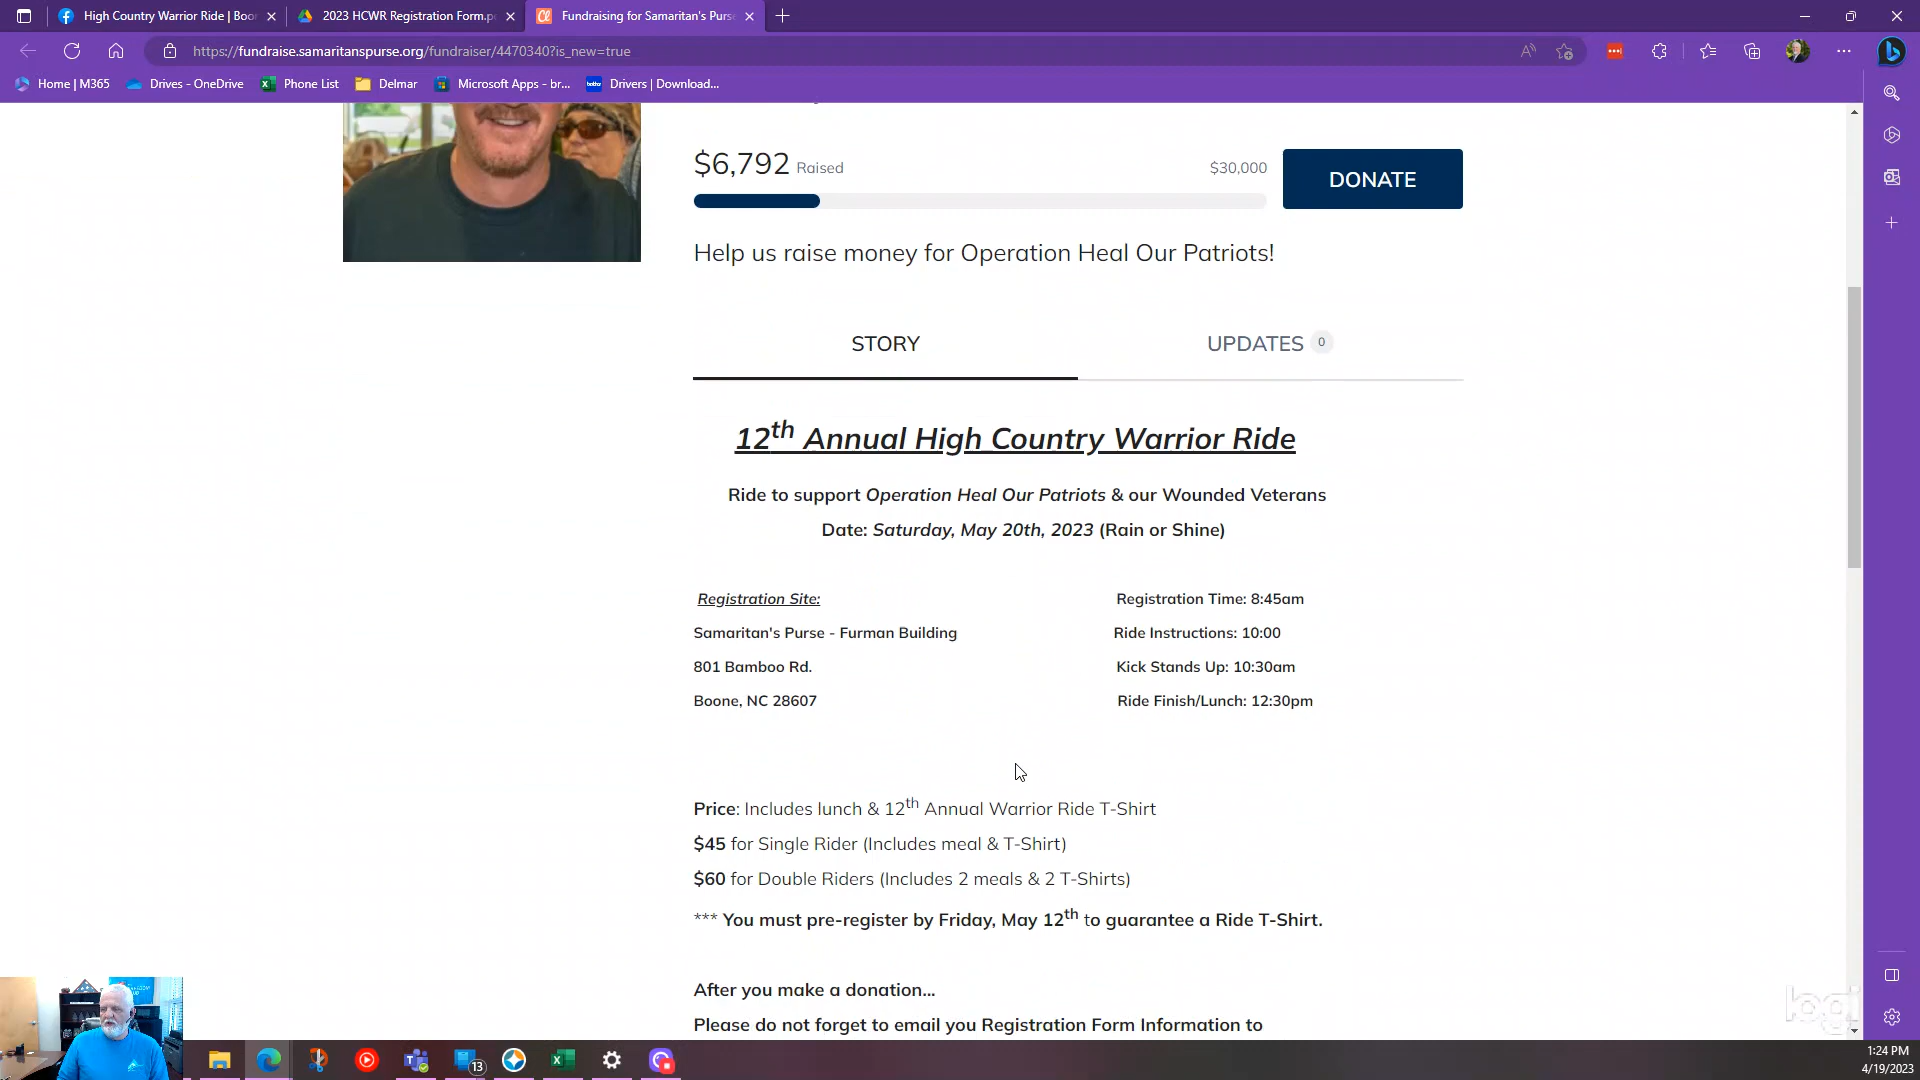 High Country Warrior Ride | Boo
2023 HCWR Registration Form.p
Fundraising for Samaritan's Purs
https://fundraise.samaritanspurse.org/fundraiser/4470340?is_new=true
Home | M365
Drives - OneDrive
Phone List
Delmar
Microsoft Apps - br...
Drivers | Download...
$6,792 Raised
$30,000
DONATE
Help us raise money for Operation Heal Our Patriots!
STORY
UPDATES 0
12th Annual High Country Warrior Ride
Ride to support Operation Heal Our Patriots & our Wounded Veterans
Date: Saturday, May 20th, 2023 (Rain or Shine)
Registration Site:
Registration Time: 8:45am
Samaritan's Purse - Furman Building
Ride Instructions: 10:00
801 Bamboo Rd.
Kick Stands Up: 10:30am
Boone, NC 28607
Ride Finish/Lunch: 12:30pm
Price: Includes lunch & 12th Annual Warrior Ride T-Shirt
$45 for Single Rider (Includes meal & T-Shirt)
$60 for Double Riders (Includes 2 meals & 2 T-Shirts)
*** You must pre-register by Friday, May 12th to guarantee a Ride T-Shirt.
After you make a donation...
Please do not forget to email you Registration Form Information to
logi
13
1:24 PM
4/19/2023